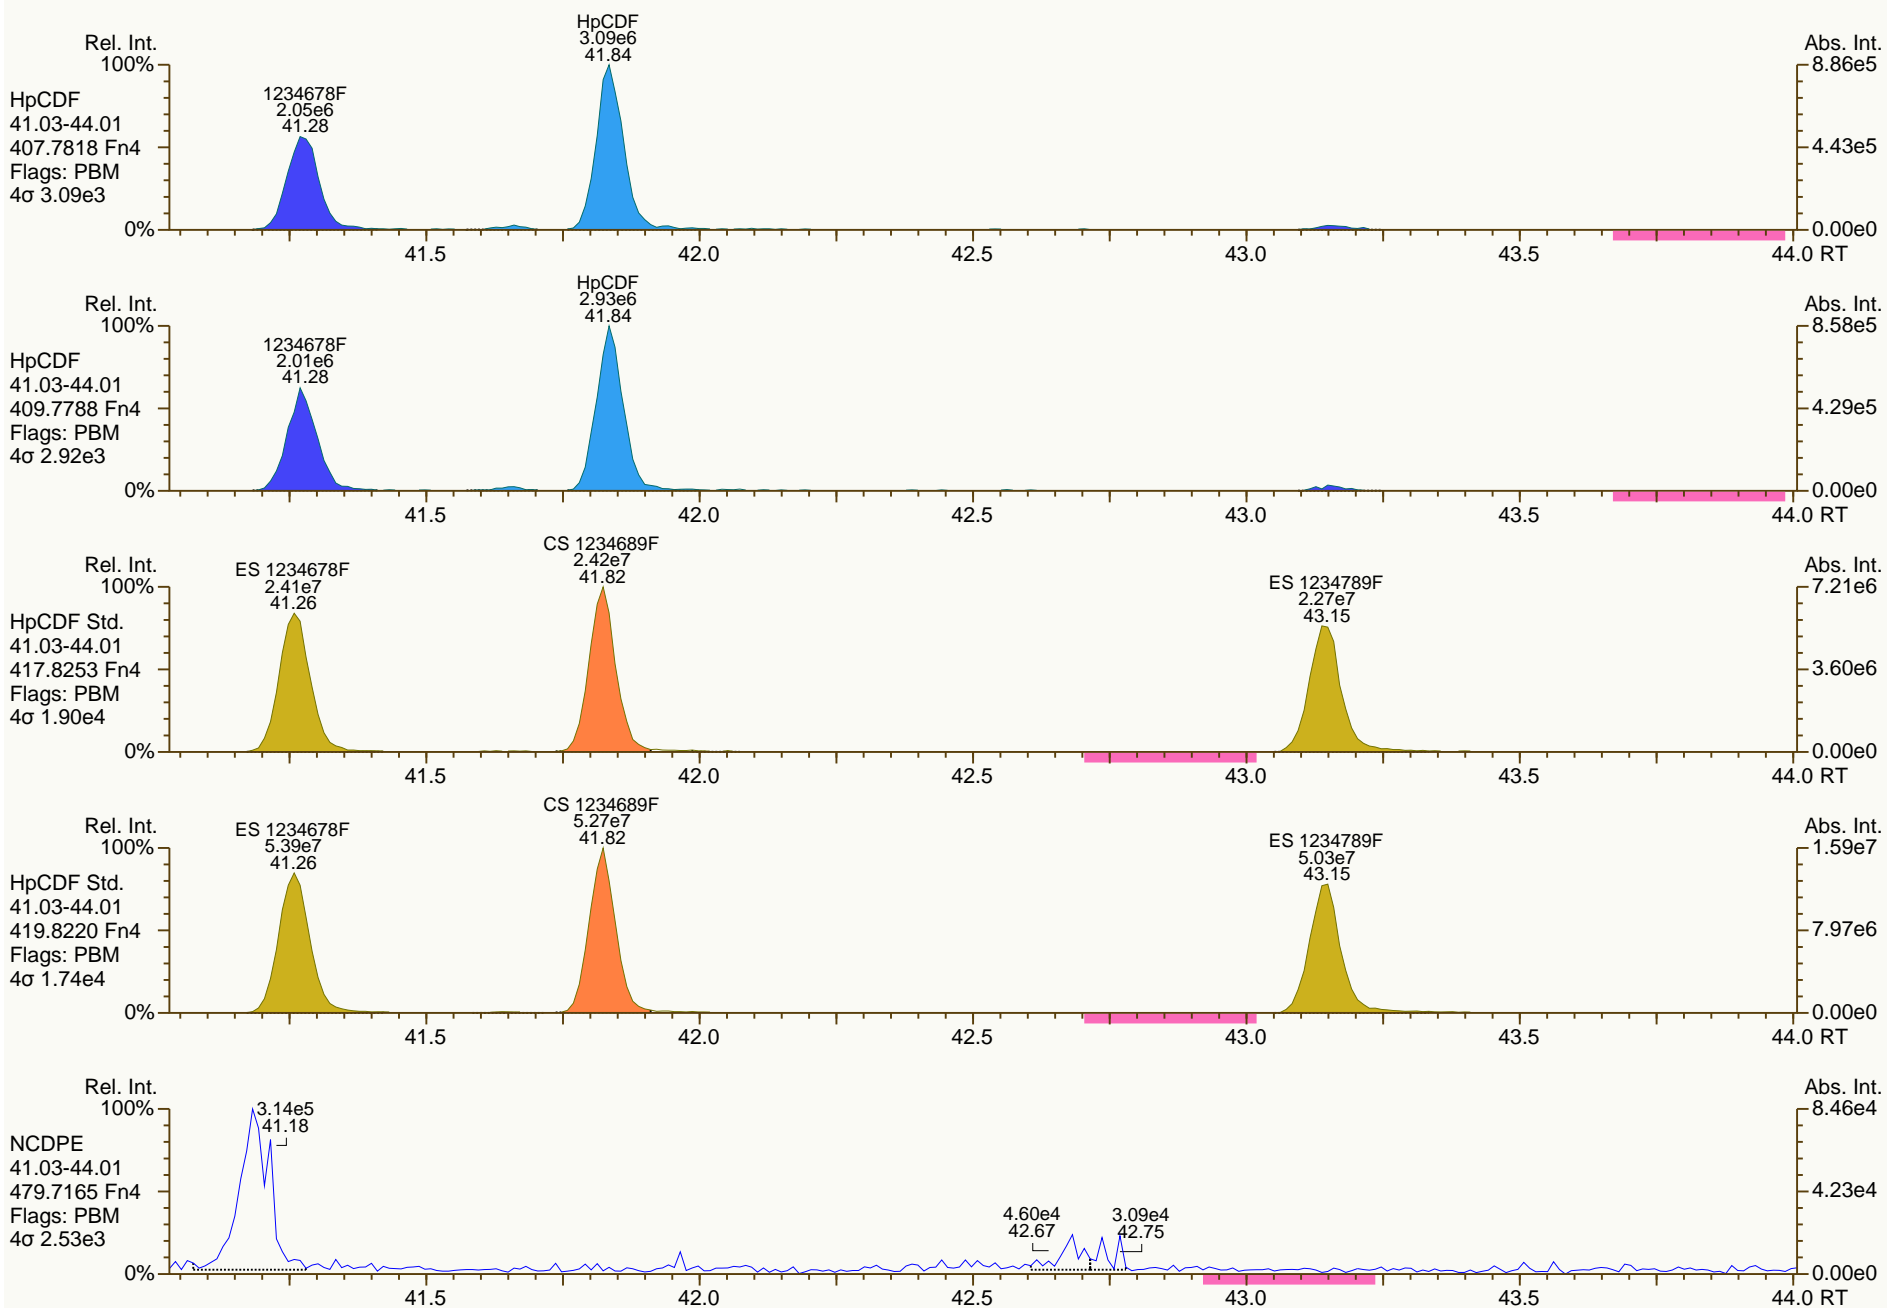 HpCDF
3.09e6
41.84
Rel. Int.
Abs. Int.
100%
8.86e5
1234678F
2.05e6
41.28
HpCDF
41.03-44.01
407.7818 Fn4
Flags: PBM
4σ 3.09e3
4.43e5
0%
0.00e0
41.5 42.0 42.5 43.0 43.5 44.0 RT
HpCDF
2.93e6
41.84
Rel. Int.
Abs. Int.
100%
8.58e5
1234678F
2.01e6
41.28
HpCDF
41.03-44.01
409.7788 Fn4
Flags: PBM
4σ 2.92e3
4.29e5
0%
0.00e0
41.5 42.0 42.5 43.0 43.5 44.0 RT
CS 1234689F
2.42e7
41.82
Rel. Int.
Abs. Int.
100%
7.21e6
ES 1234678F
2.41e7
41.26
ES 1234789F
2.27e7
43.15
HpCDF Std.
41.03-44.01
417.8253 Fn4
Flags: PBM
4σ 1.90e4
3.60e6
0%
0.00e0
41.5 42.0 42.5 43.0 43.5 44.0 RT
CS 1234689F
5.27e7
41.82
Rel. Int.
Abs. Int.
100%
1.59e7
ES 1234678F
5.39e7
41.26
ES 1234789F
5.03e7
43.15
HpCDF Std.
41.03-44.01
419.8220 Fn4
Flags: PBM
4σ 1.74e4
7.97e6
0%
0.00e0
41.5 42.0 42.5 43.0 43.5 44.0 RT
Rel. Int.
Abs. Int.
100%
8.46e4
3.14e5
41.18
NCDPE
41.03-44.01
479.7165 Fn4
Flags: PBM
4σ 2.53e3
4.23e4
4.60e4
42.67
3.09e4
42.75
0%
0.00e0
41.5 42.0 42.5 43.0 43.5 44.0 RT